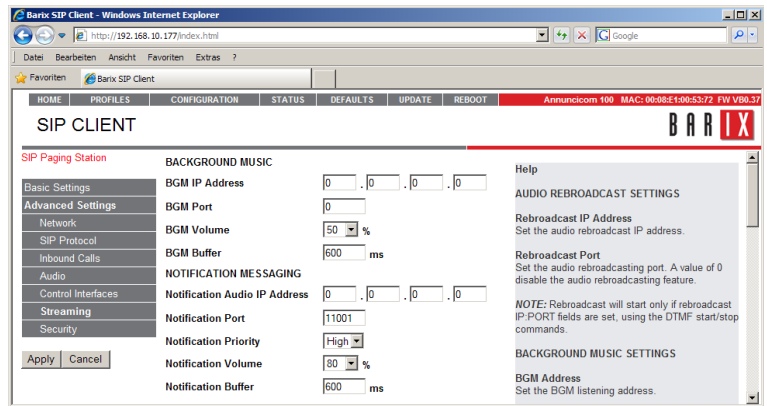 Barix SIP Client - Windows Internet Explorer
http://192.168.10.177/index.html
Google
Datei Bearbeiten Ansicht Favoriten Extras ?
Favoriten Barix SIP Client
HOME PROFILES CONFIGURATION STATUS DEFAULTS UPDATE REBOOT Annuncicom 100 MAC: 00:08:E1:00:53:72 FW VB0.37
SIP CLIENT
BARIX
SIP Paging Station
Basic Settings
Advanced Settings
Network
SIP Protocol
Inbound Calls
Audio
Control Interfaces
Streaming
Security
Apply Cancel
BACKGROUND MUSIC
BGM IP Address 0 . 0 . 0 . 0
BGM Port 0
BGM Volume 50 %
BGM Buffer 600 ms
NOTIFICATION MESSAGING
Notification Audio IP Address 0 . 0 . 0 . 0
Notification Port 11001
Notification Priority High
Notification Volume 80 %
Notification Buffer 600 ms
Help
AUDIO REBROADCAST SETTINGS
Rebroadcast IP Address
Set the audio rebroadcast IP address.
Rebroadcast Port
Set the audio rebroadcasting port. A value of 0
disable the audio rebroadcasting feature.
NOTE: Rebroadcast will start only if rebroadcast
IP:PORT fields are set, using the DTMF start/stop
commands.
BACKGROUND MUSIC SETTINGS
BGM Address
Set the BGM listening address.